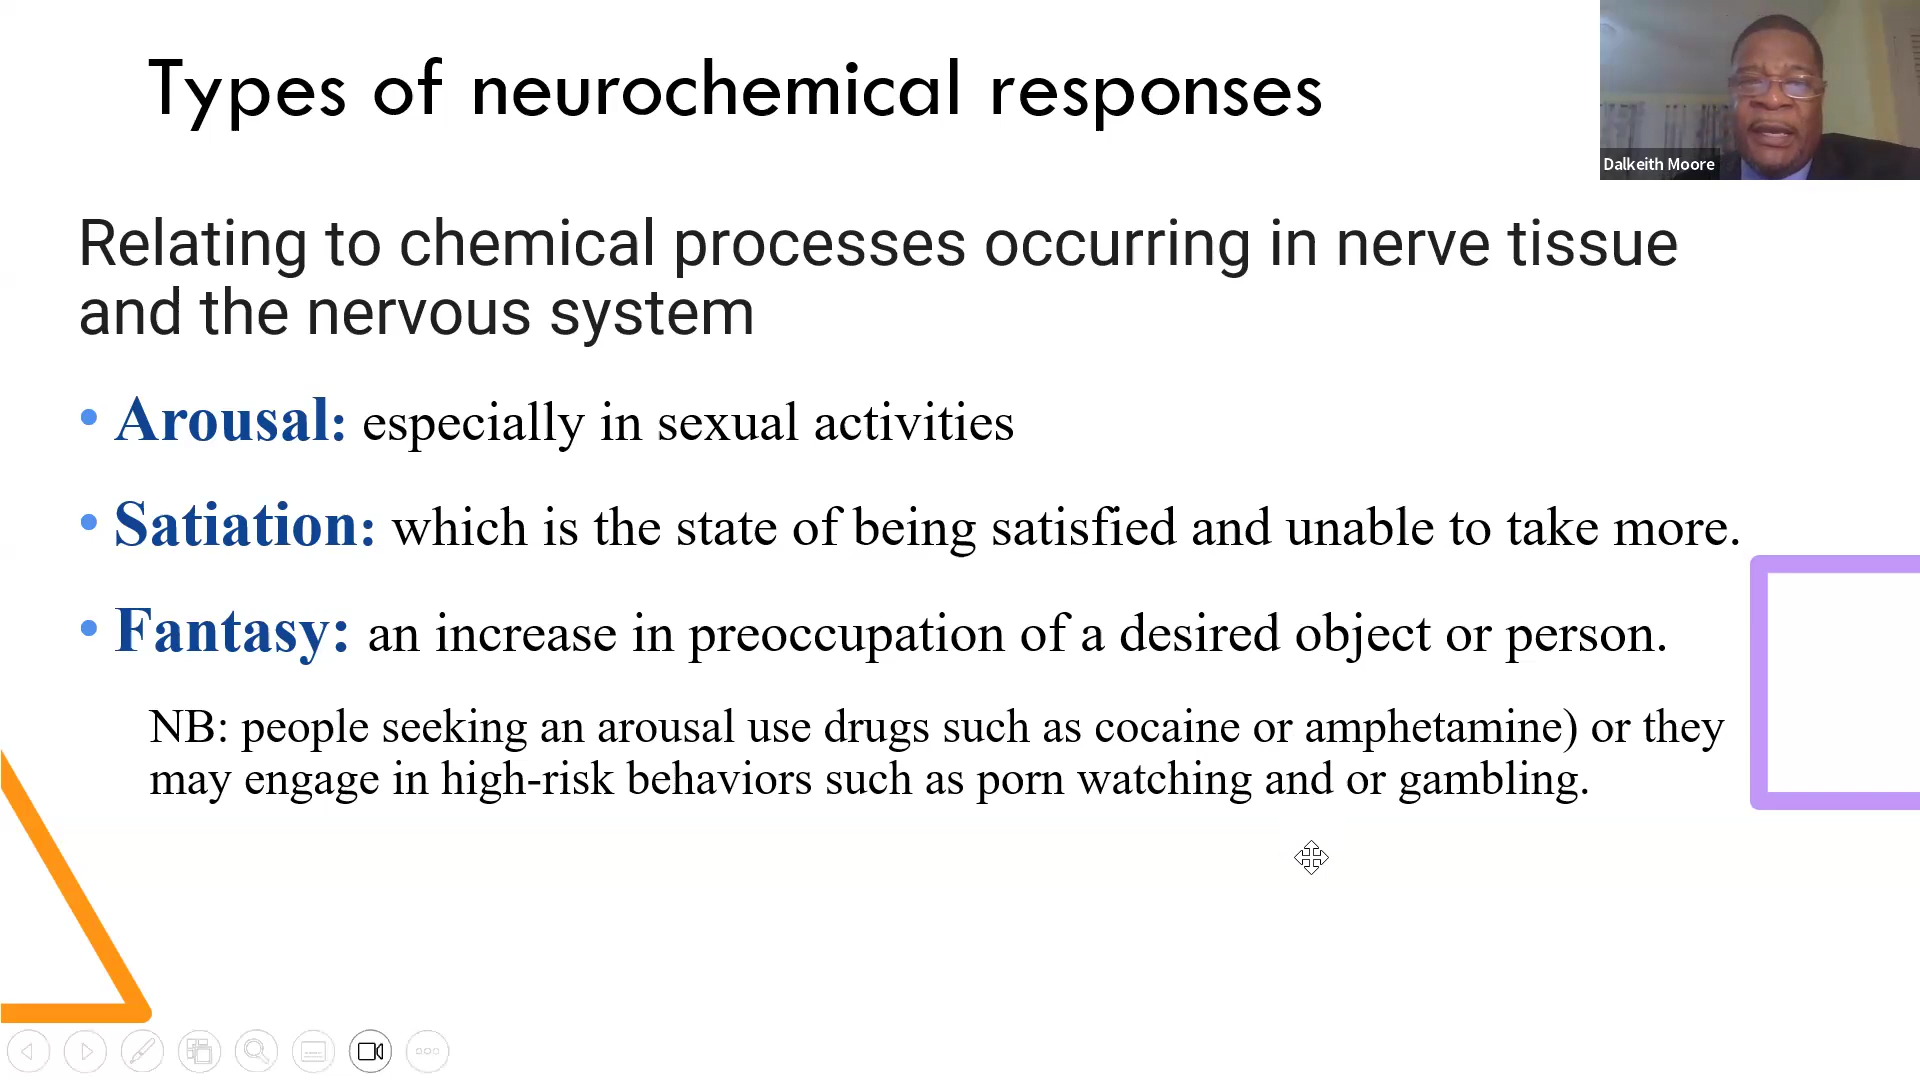 Types of neurochemical responses
Dalkeith Moore
Relating to chemical processes occurring in nerve tissue
and the nervous system
• Arousal: especially in sexual activities
• Satiation: which is the state of being satisfied and unable to take more.
• Fantasy: an increase in preoccupation of a desired object or person.
NB: people seeking an arousal use drugs such as cocaine or amphetamine) or they
may engage in high-risk behaviors such as porn watching and or gambling.